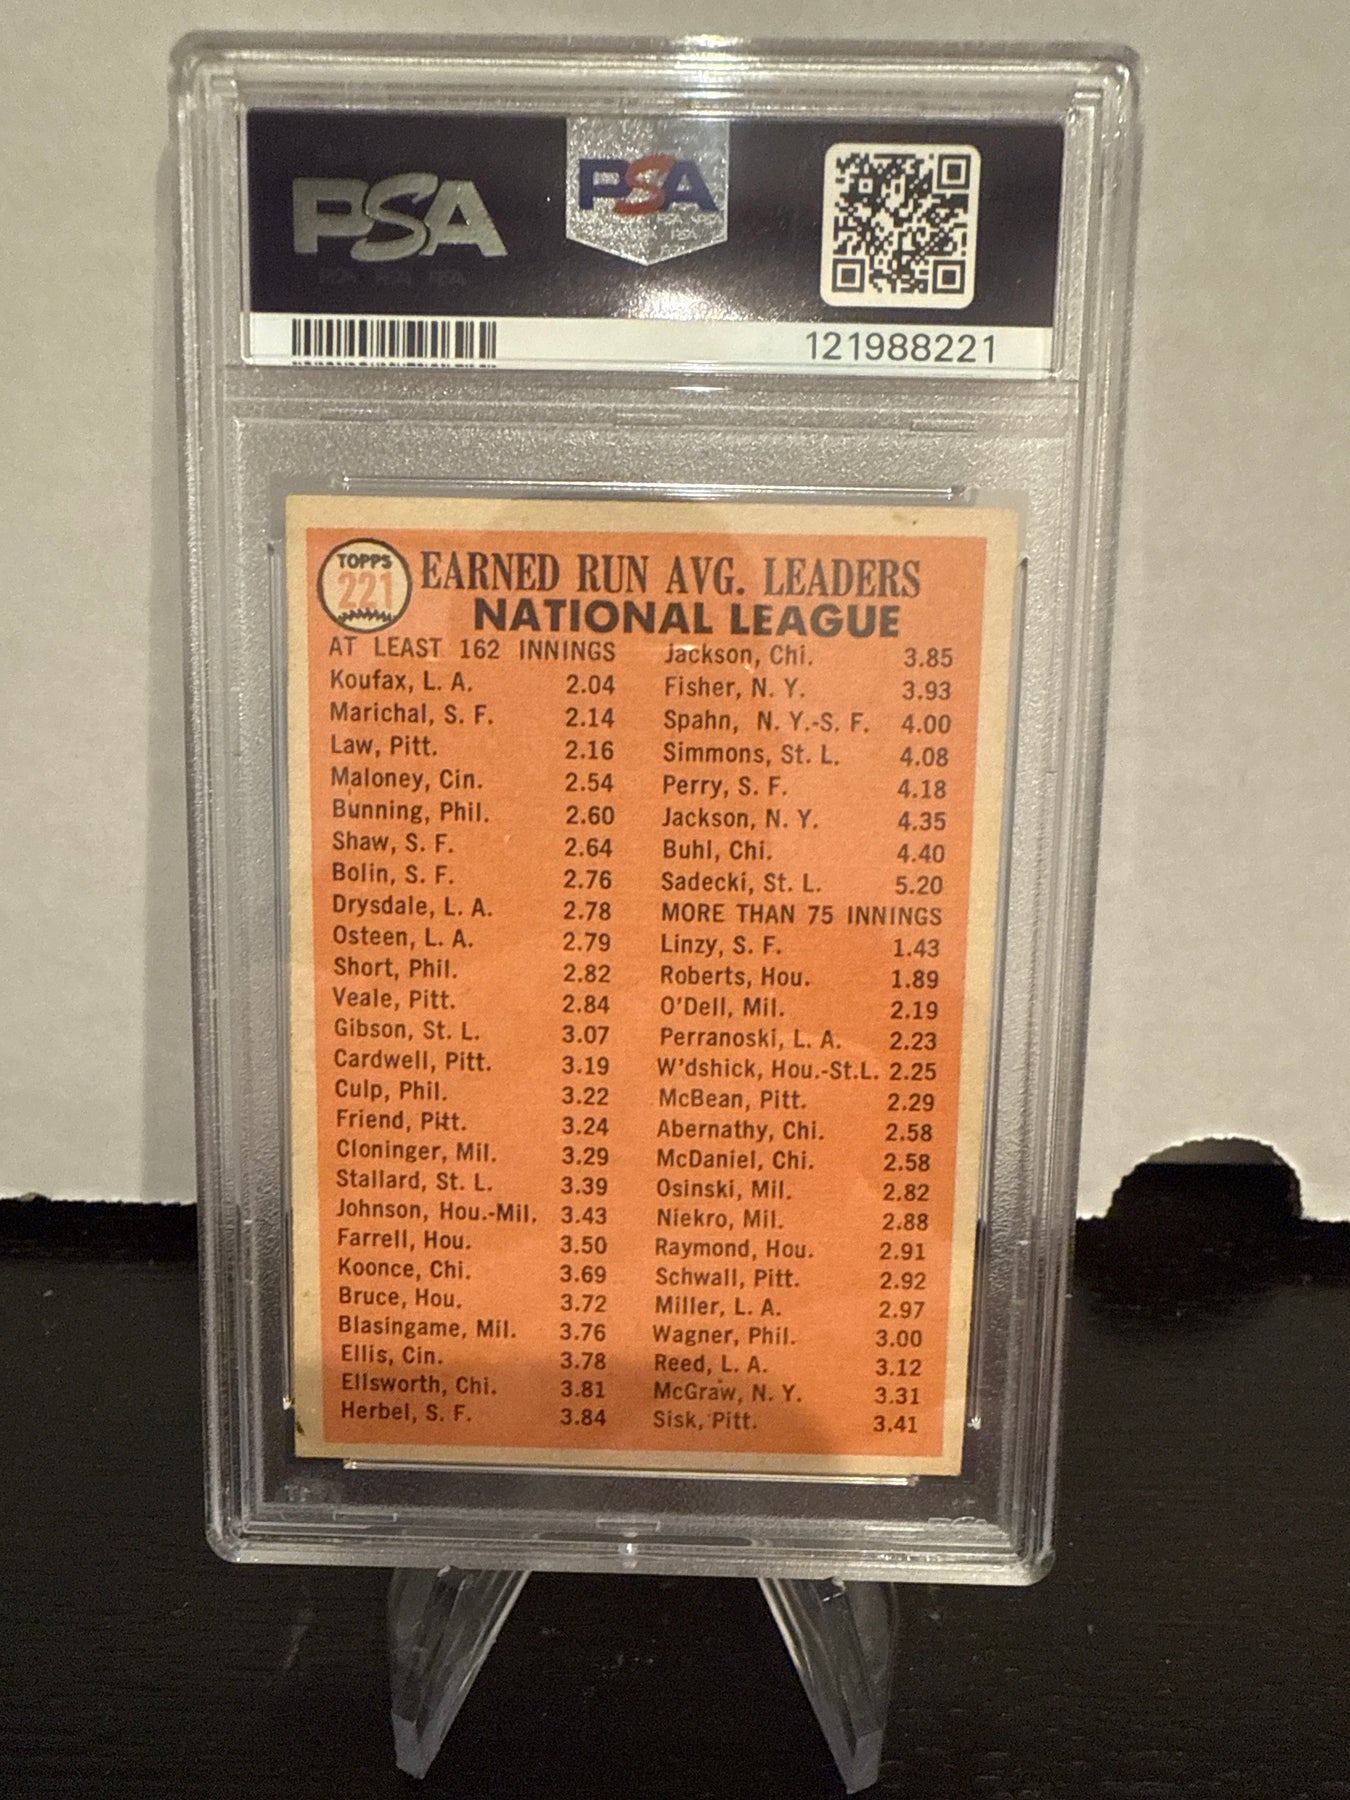 PSA
PSA
121988221
TOPPS
221
EARNED RUN AVG. LEADERS
NATIONAL LEAGUE
AT LEAST 162 INNINGS
Koufax, L. A. 2.04
Marichal, S. F. 2.14
Law, Pitt. 2.16
Maloney, Cin. 2.54
Bunning, Phil. 2.60
Shaw, S. F. 2.64
Bolin, S. F. 2.76
Drysdale, L. A. 2.78
Osteen, L. A. 2.79
Short, Phil. 2.82
Veale, Pitt. 2.84
Gibson, St. L. 3.07
Cardwell, Pitt. 3.19
Culp, Phil. 3.22
Friend, Pitt. 3.24
Cloninger, Mil. 3.29
Stallard, St. L. 3.39
Johnson, Hou.-Mil. 3.43
Farrell, Hou. 3.50
Koonce, Chi. 3.69
Bruce, Hou. 3.72
Blasingame, Mil. 3.76
Ellis, Cin. 3.78
Ellsworth, Chi. 3.81
Herbel, S. F. 3.84
Jackson, Chi. 3.85
Fisher, N. Y. 3.93
Spahn, N. Y.-S. F. 4.00
Simmons, St. L. 4.08
Perry, S. F. 4.18
Jackson, N. Y. 4.35
Buhl, Chi. 4.40
Sadecki, St. L. 5.20
MORE THAN 75 INNINGS
Linzy, S. F. 1.43
Roberts, Hou. 1.89
O'Dell, Mil. 2.19
Perranoski, L. A. 2.23
W'dshick, Hou.-St.L. 2.25
McBean, Pitt. 2.29
Abernathy, Chi. 2.58
McDaniel, Chi. 2.58
Osinski, Mil. 2.82
Niekro, Mil. 2.88
Raymond, Hou. 2.91
Schwall, Pitt. 2.92
Miller, L. A. 2.97
Wagner, Phil. 3.00
Reed, L. A. 3.12
McGraw, N. Y. 3.31
Sisk, Pitt. 3.41